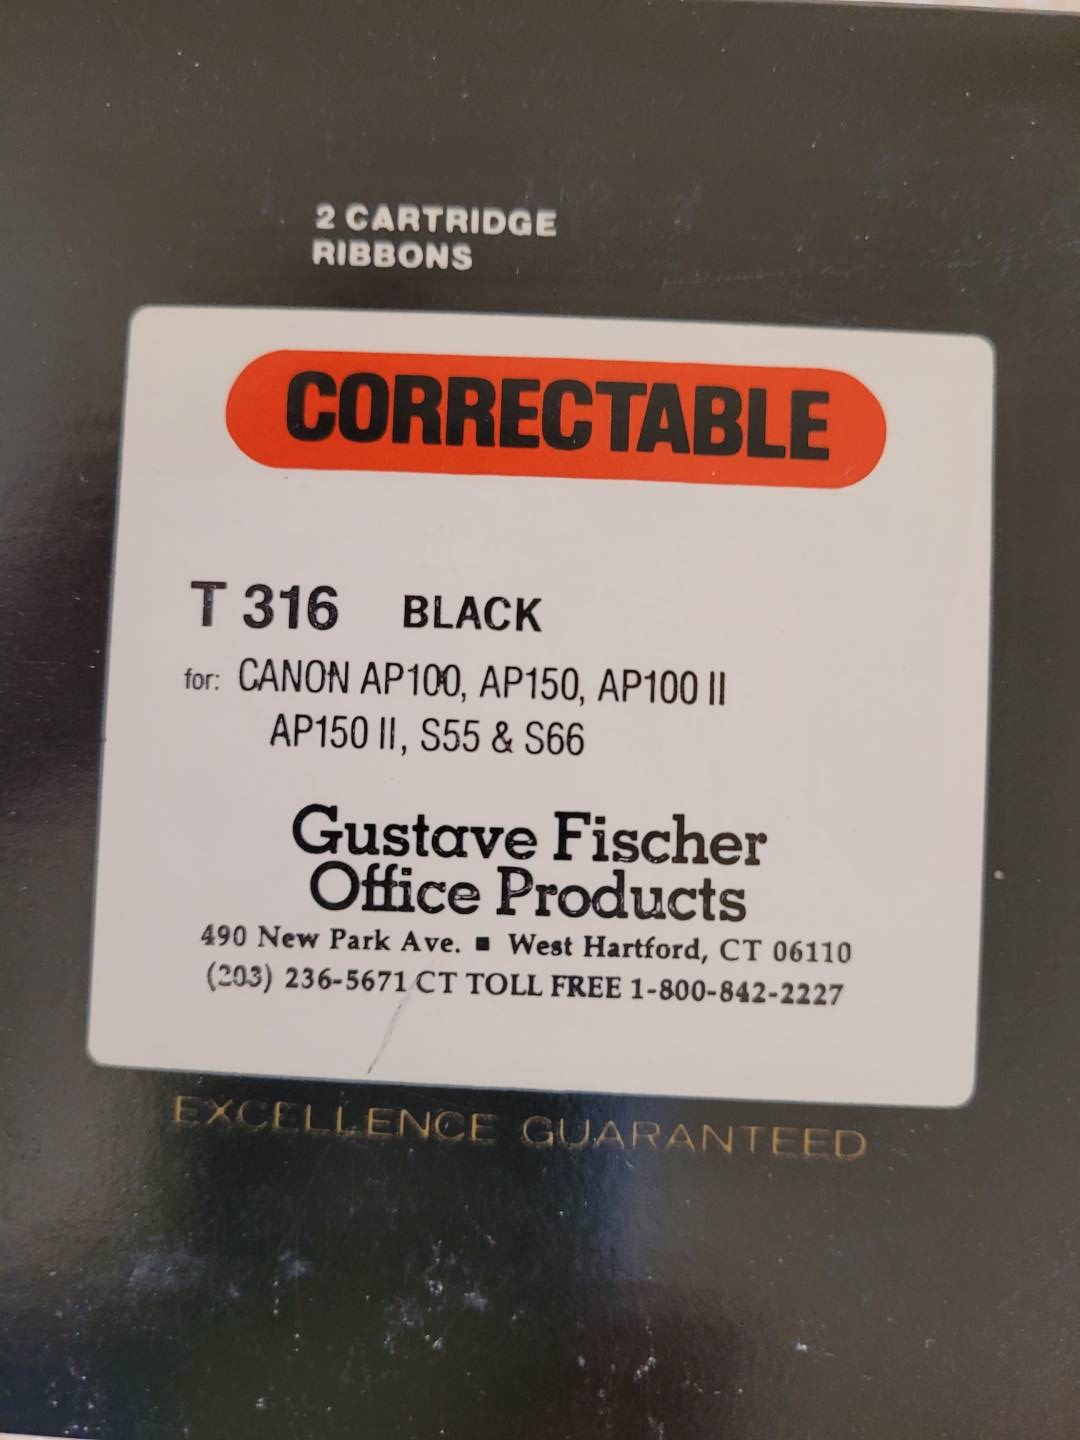 2 CARTRIDGE
RIBBONS
CORRECTABLE
T 316 BLACK
for: CANON AP100, AP150, AP100 II
AP150 II, S55 & S66
Gustave Fischer
Office Products
490 New Park Ave. ■ West Hartford, CT 06110
(203) 236-5671 CT TOLL FREE 1-800-842-2227
EXCELLENCE GUARANTEED